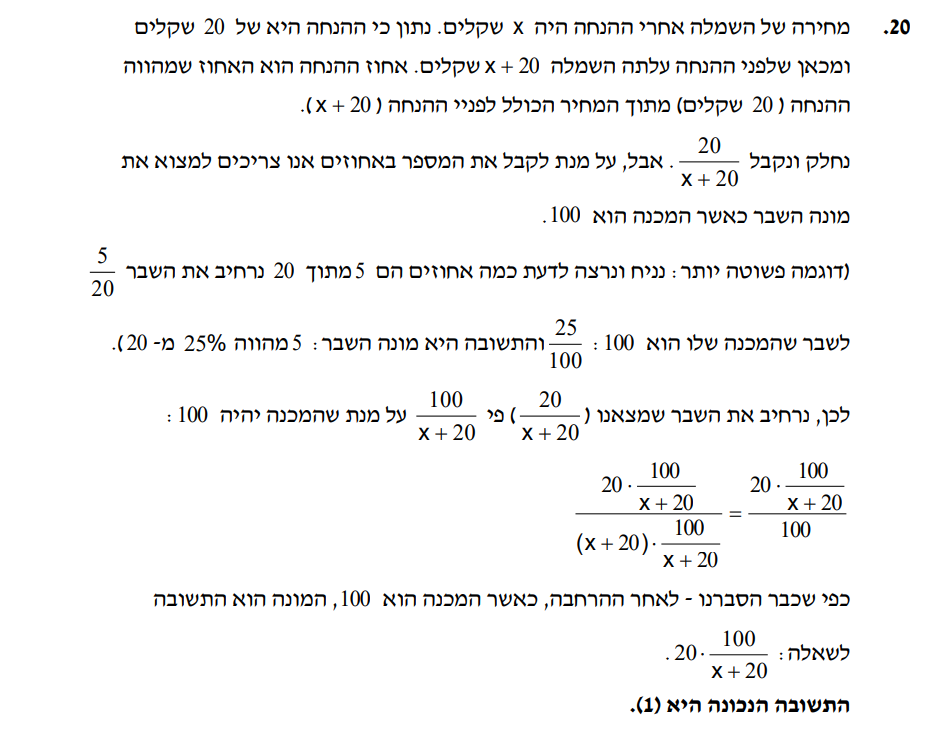 20. מחירה של השמלה אחרי ההנחה היה x שקלים. נתון כי ההנחה היא של 20 שקלים
ומכאן שלפני ההנחה עלתה השמלה x + 20 שקלים. אחוז ההנחה הוא האחוז שמהווה
ההנחה ( 20 שקלים) מתוך המחיר הכולל לפניי ההנחה ( x + 20 ).
נחלק ונקבל \frac{20}{x + 20} . אבל, על מנת לקבל את המספר באחוזים אנו צריכים למצוא את
מונה השבר כאשר המכנה הוא 100 .
(דוגמה פשוטה יותר : נניח ונרצה לדעת כמה אחוזים הם 5 מתוך 20 נרחיב את השבר \frac{5}{20}
לשבר שהמכנה שלו הוא 100 : \frac{25}{100} והתשובה היא מונה השבר : 5 מהווה 25% מ- 20 ).
לכן, נרחיב את השבר שמצאנו ( \frac{20}{x + 20} ) פי \frac{100}{x + 20} על מנת שהמכנה יהיה 100 :
\frac{20 \cdot \frac{100}{x + 20}}{(x + 20) \cdot \frac{100}{x + 20}} = \frac{20 \cdot \frac{100}{x + 20}}{100}
כפי שכבר הסברנו - לאחר ההרחבה, כאשר המכנה הוא 100 , המונה הוא התשובה
לשאלה : 20 \cdot \frac{100}{x + 20} .
התשובה הנכונה היא (1).